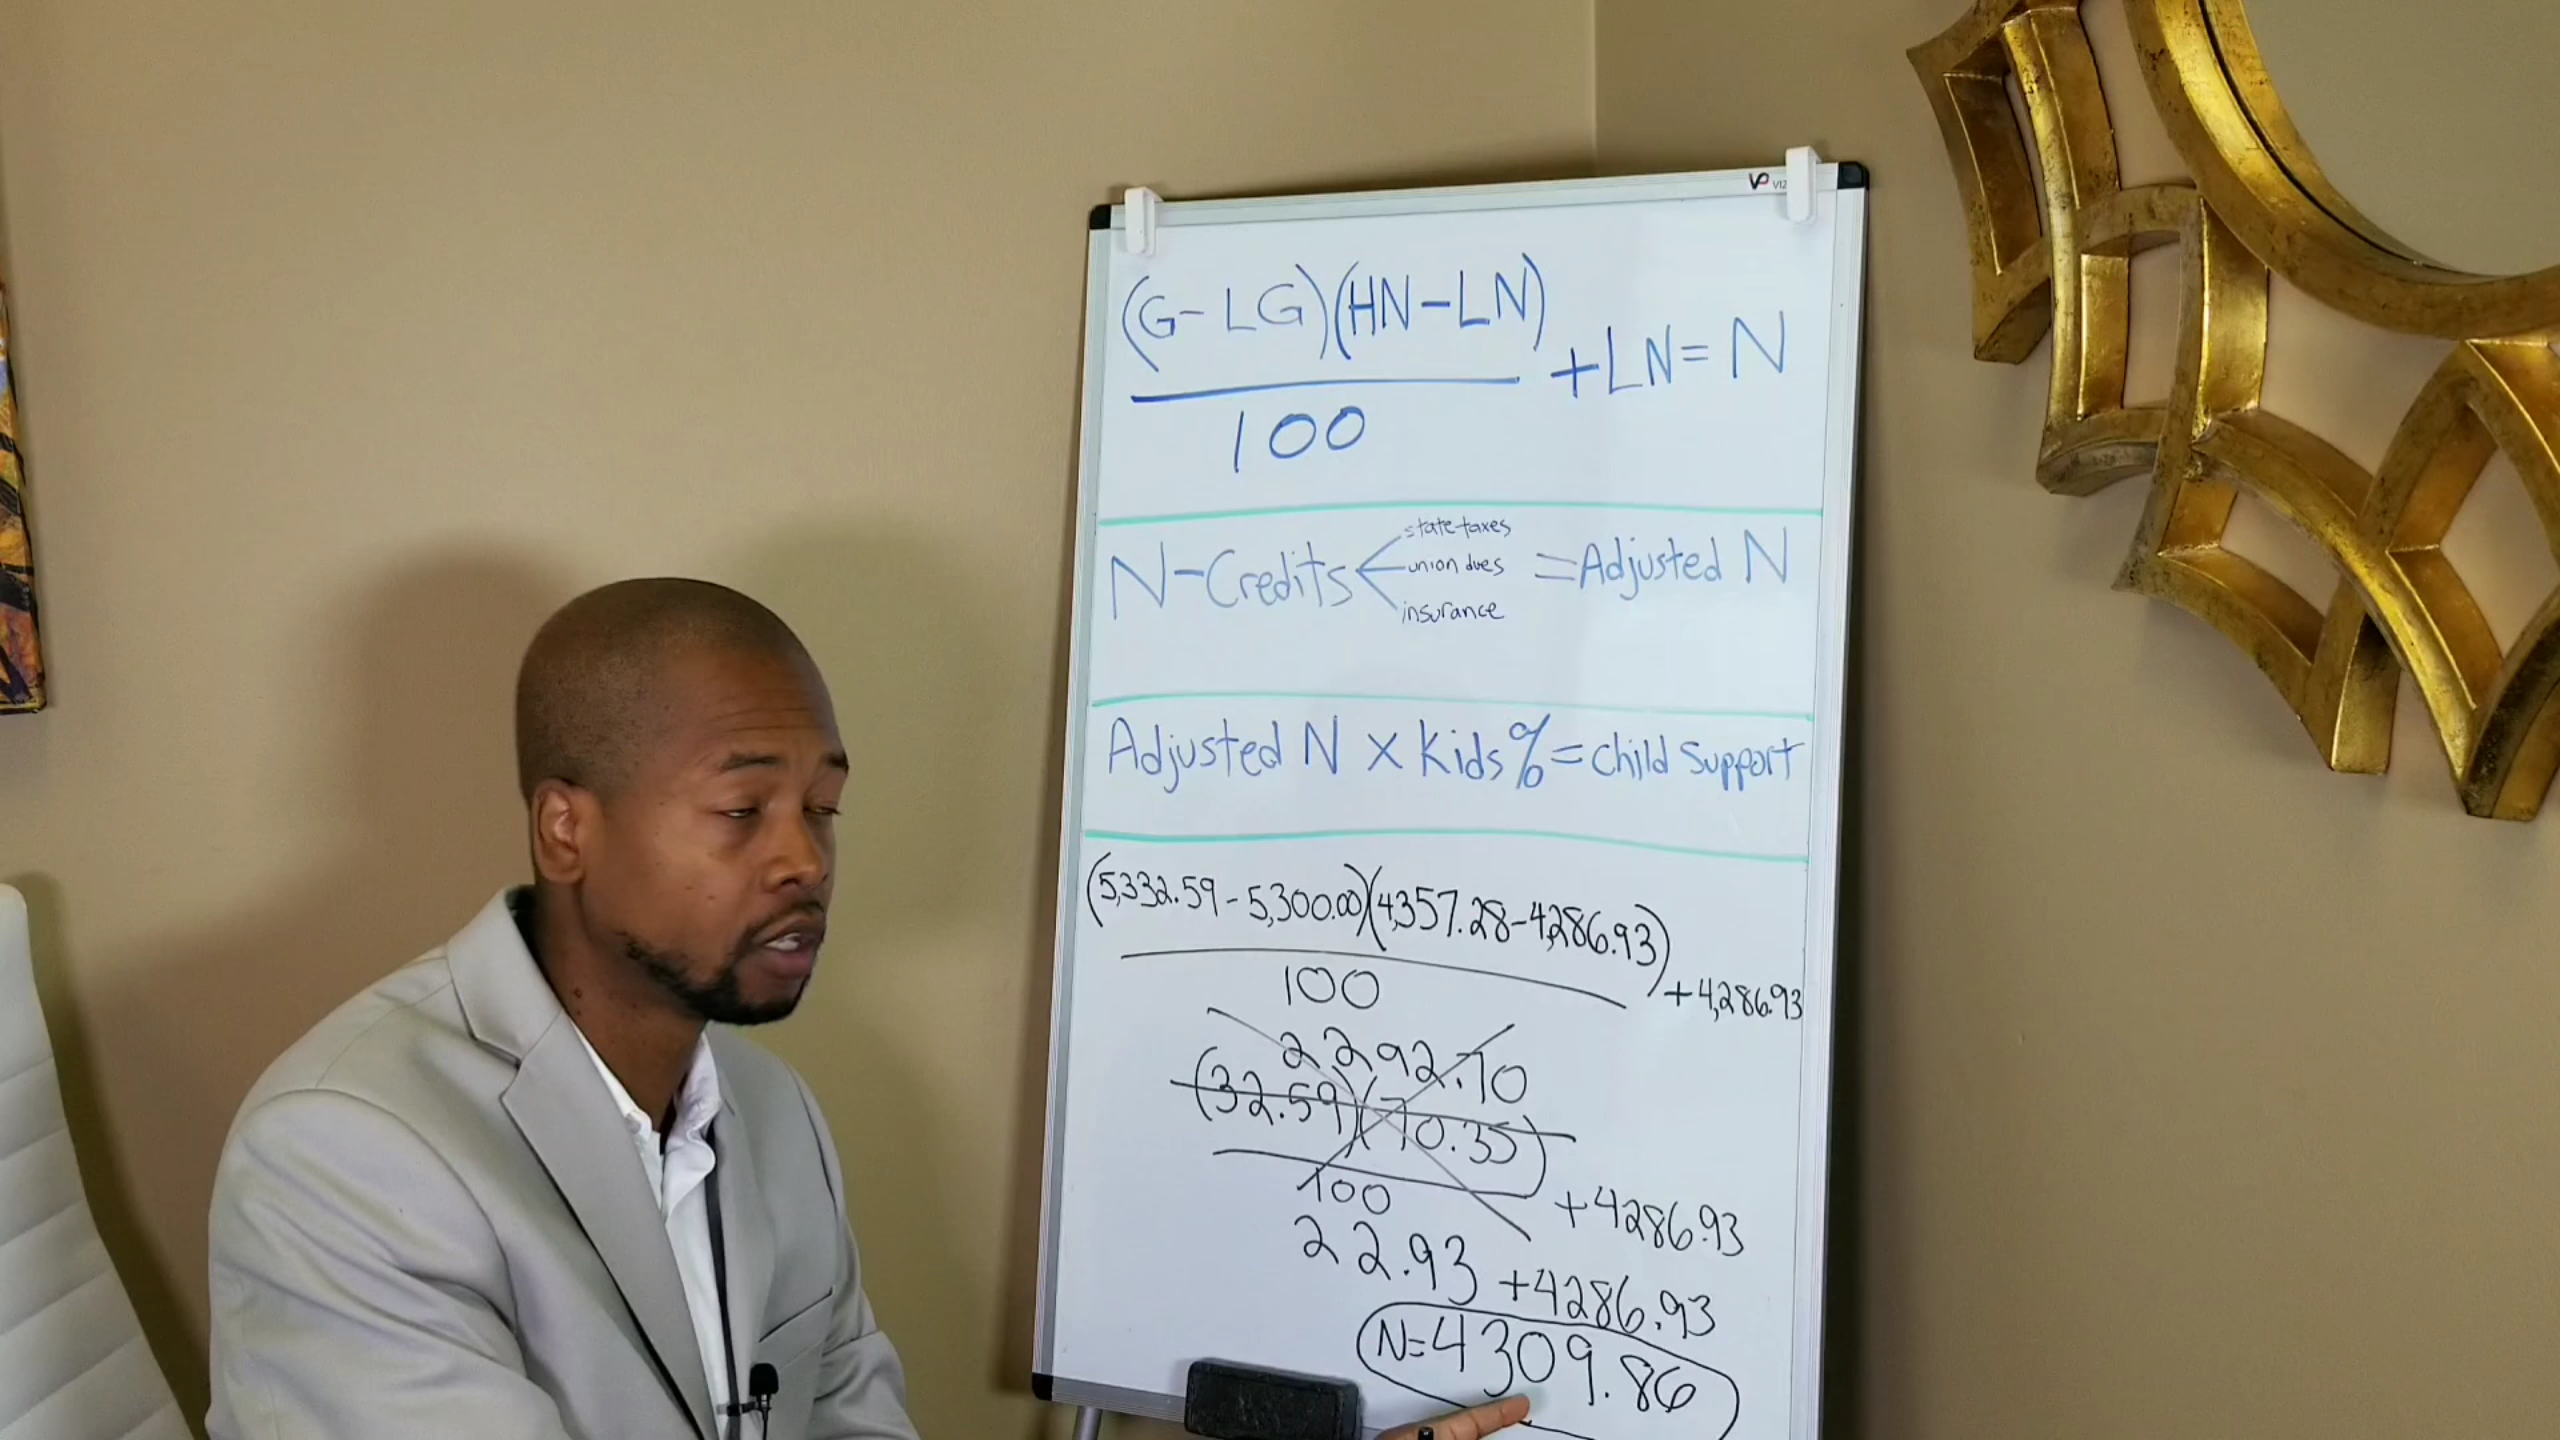 (G-LG)(HN-LN)
100
+LN=N
N-Credits
state taxes
union dues
insurance
=Adjusted N
Adjusted N x Kids%=Child Support
(5,332.59-5,300.00)(4,357.28-4,286.93)
100
+4,286.93
2292.70
(32.59)(70.35)
100
+4286.93
22.93+4286.93
N=4309.86